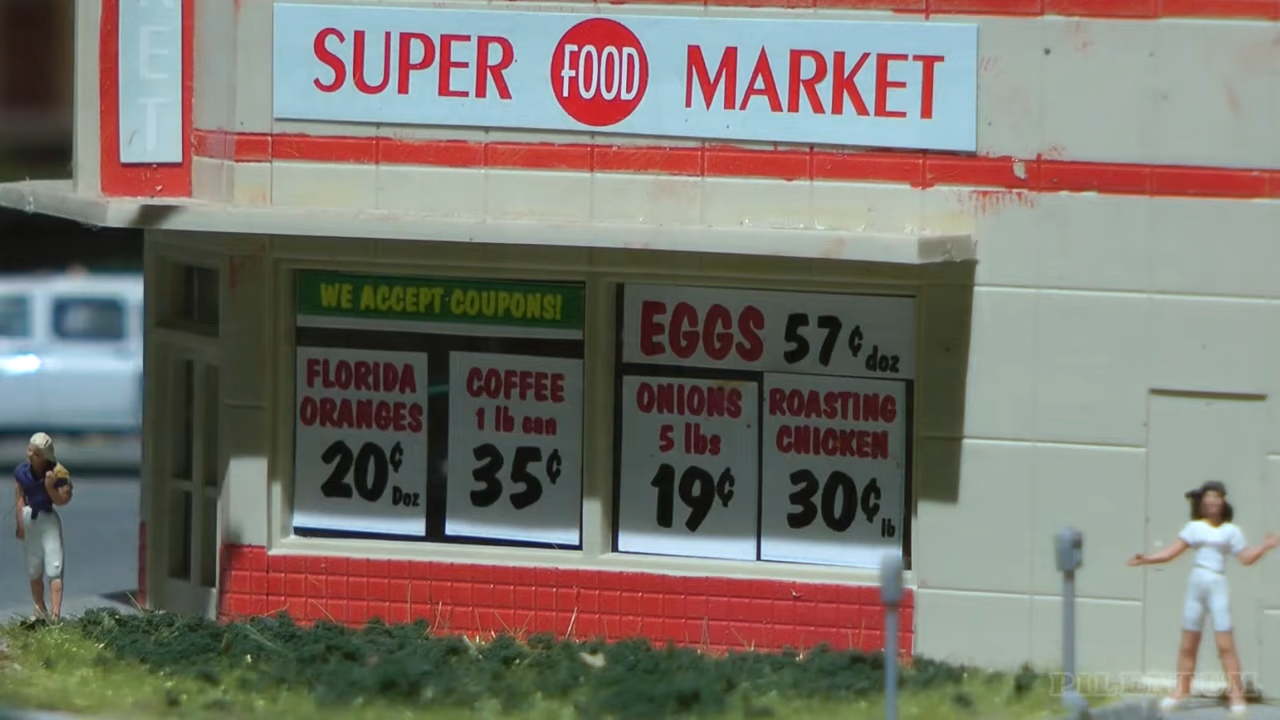 SUPER FOOD MARKET
KET
WE ACCEPT COUPONS!
FLORIDA
ORANGES
20¢ Doz
COFFEE
1 lb can
35¢
EGGS 57¢ doz
ONIONS
5 lbs
19¢
ROASTING
CHICKEN
30¢ lb